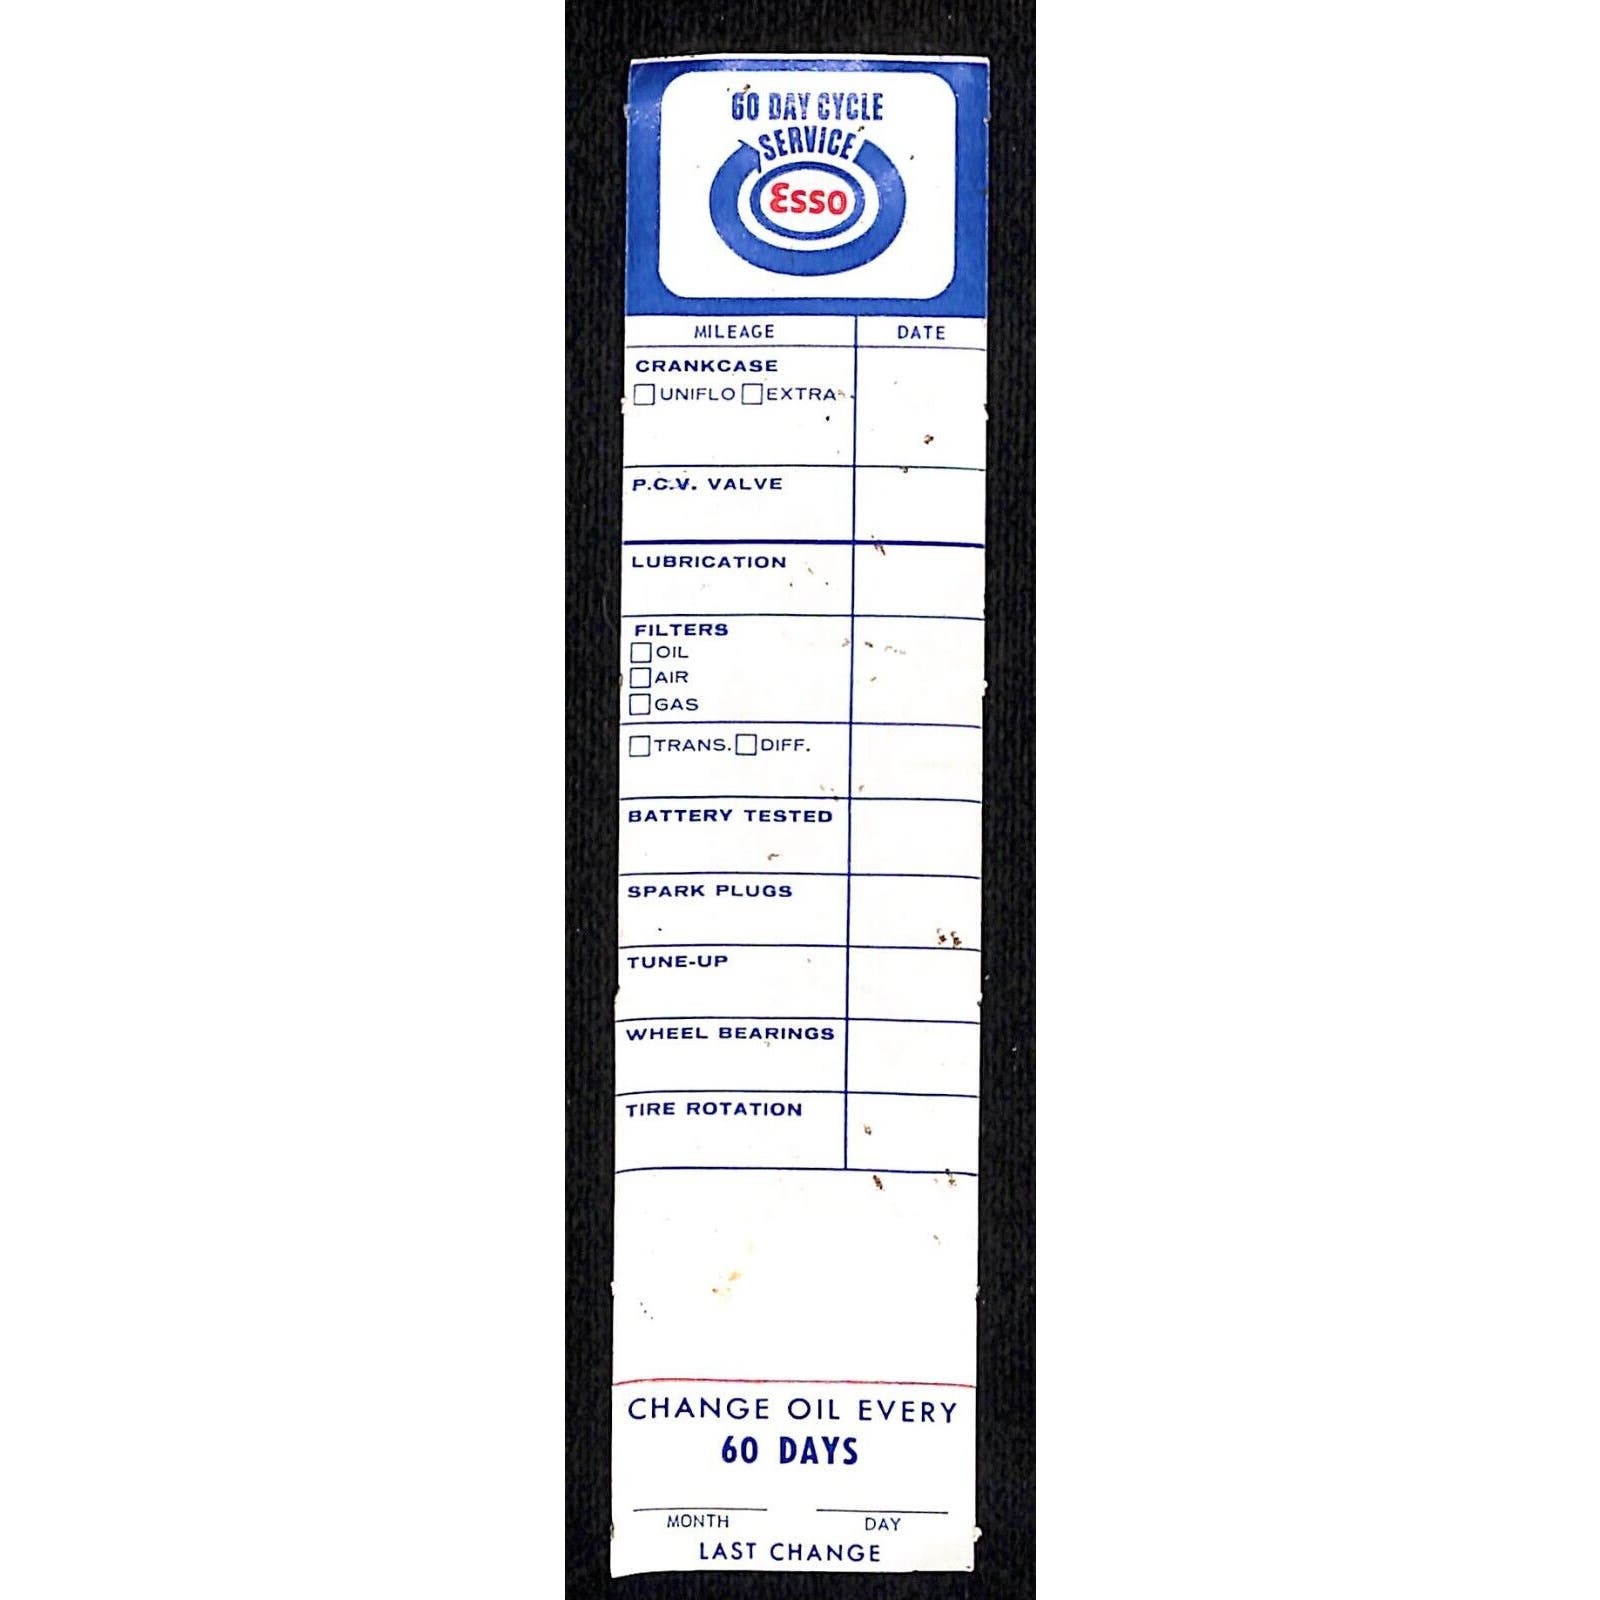 60 DAY CYCLE
SERVICE
Esso
MILEAGE DATE
CRANKCASE
UNIFLO EXTRA
P.C.V. VALVE
LUBRICATION
FILTERS
OIL
AIR
GAS
TRANS. DIFF.
BATTERY TESTED
SPARK PLUGS
TUNE-UP
WHEEL BEARINGS
TIRE ROTATION
CHANGE OIL EVERY
60 DAYS
MONTH DAY
LAST CHANGE